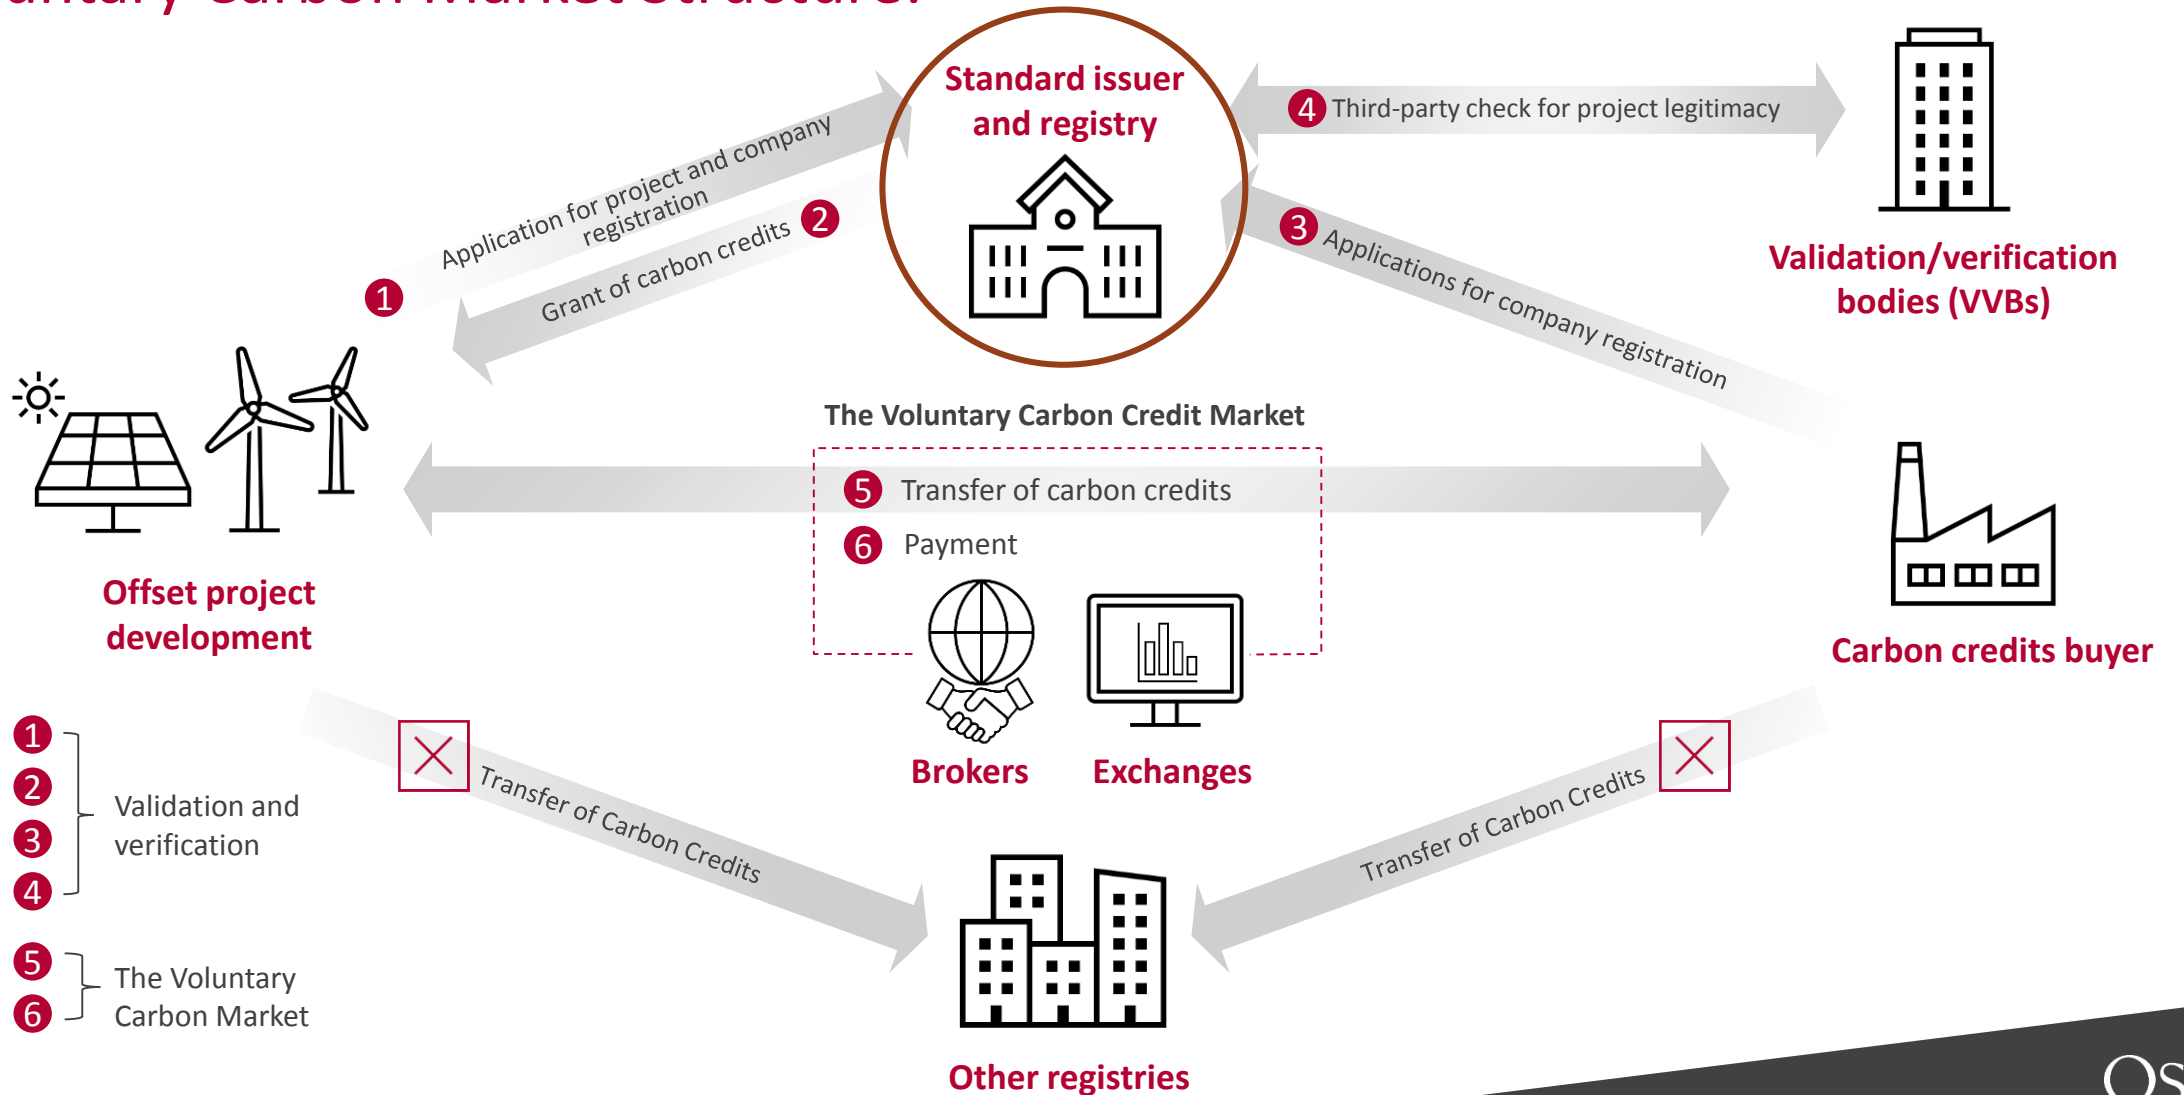 Carbon Market Structure.
Standard issuer
and registry
4 Third-party check for project legitimacy
Validation/verification
bodies (VVBs)
1 Application for project and company
registration
Grant of carbon credits 2
3 Applications for company registration
The Voluntary Carbon Credit Market
5 Transfer of carbon credits
6 Payment
Offset project
development
Carbon credits buyer
Brokers
Exchanges
Transfer of Carbon Credits
Transfer of Carbon Credits
1
2
3
4
Validation and
verification
5
6
The Voluntary
Carbon Market
Other registries